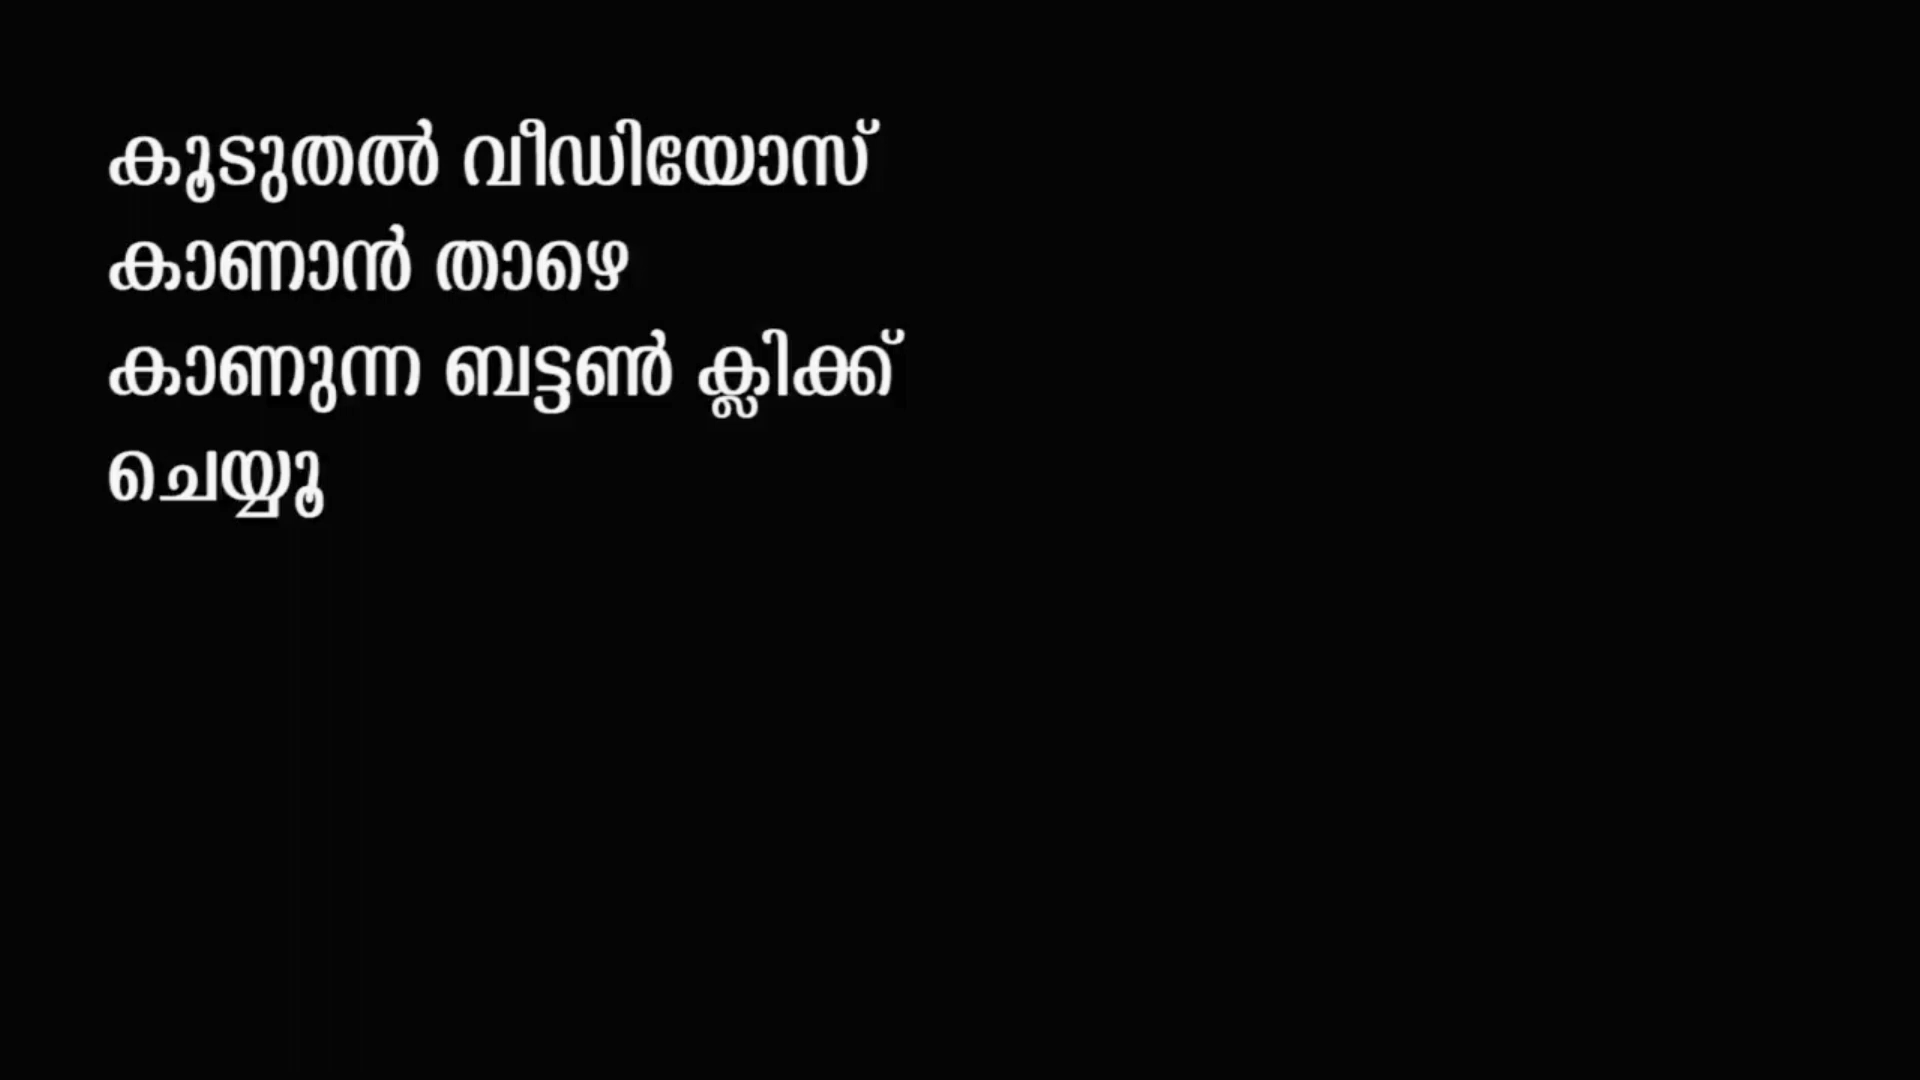 കൂടുതൽ വീഡിയോസ്
കാണാൻ താഴെ
കാണുന്ന ബട്ടൺ ക്ലിക്ക്
ചെയ്യൂ